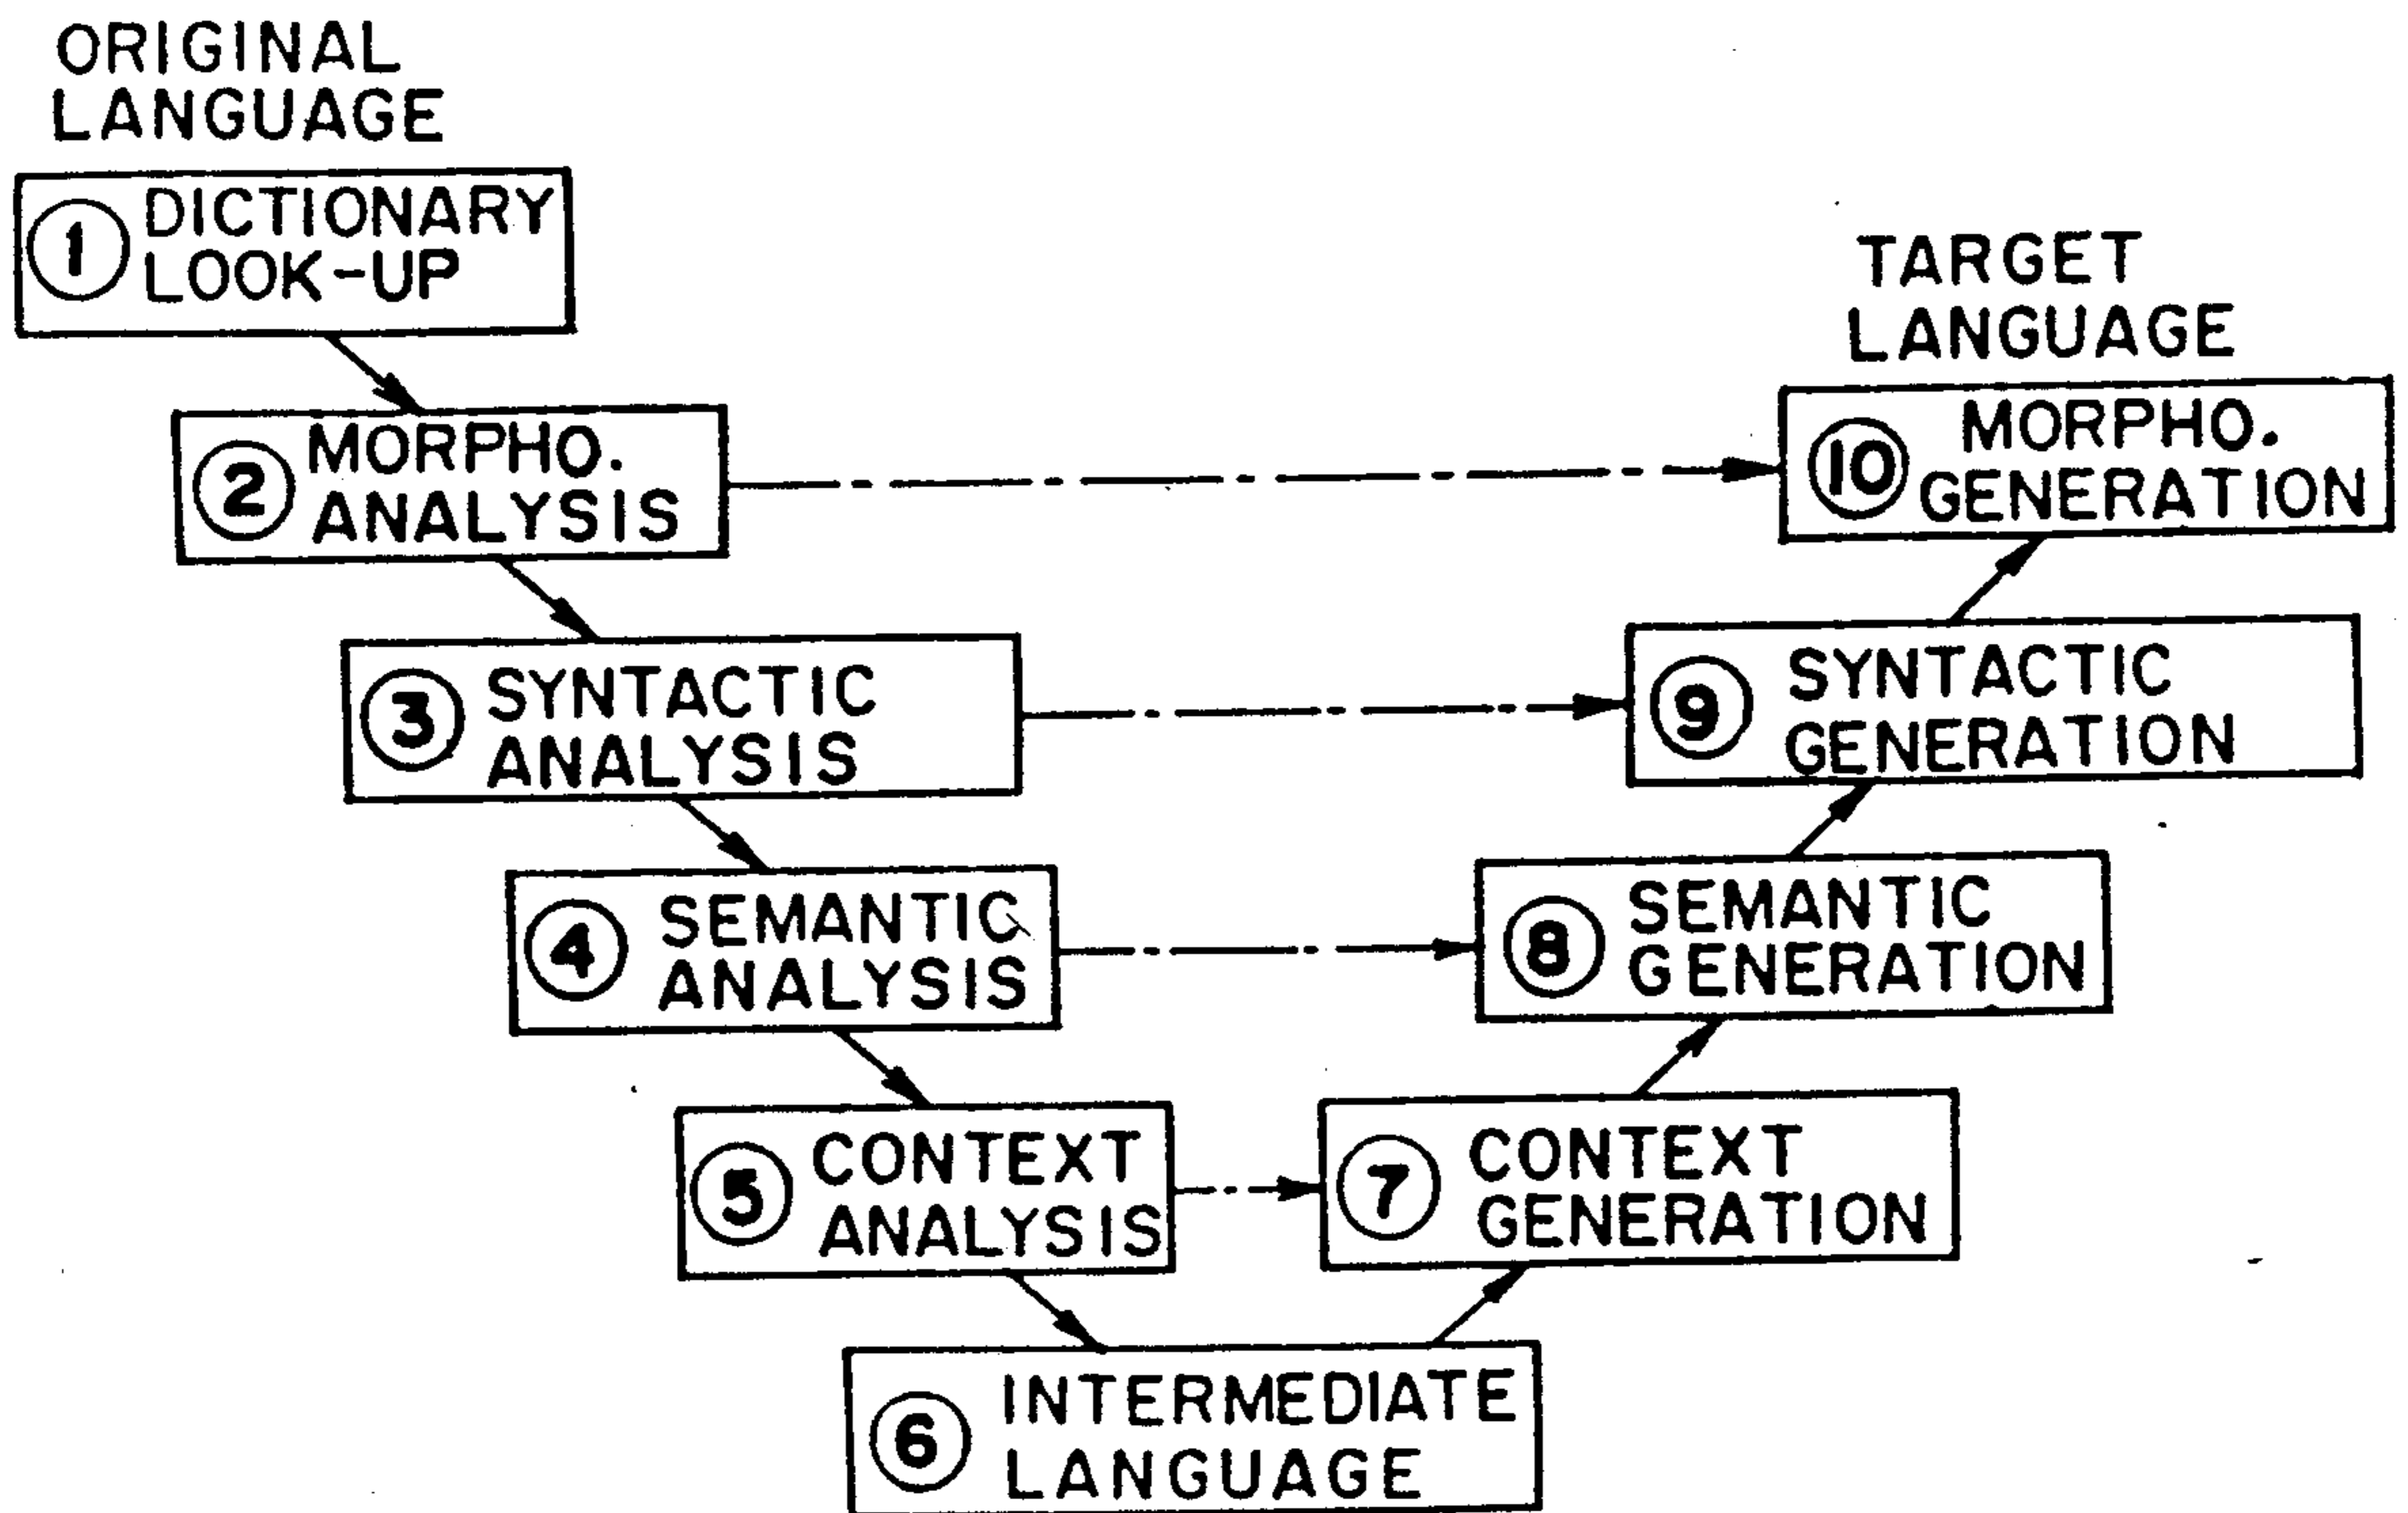 ORIGINAL
LANGUAGE
1 DICTIONARY
LOOK-UP
2 MORPHO.
ANALYSIS
3 SYNTACTIC
ANALYSIS
4 SEMANTIC
ANALYSIS
5 CONTEXT
ANALYSIS
6 INTERMEDIATE
LANGUAGE
7 CONTEXT
GENERATION
8 SEMANTIC
GENERATION
9 SYNTACTIC
GENERATION
TARGET
LANGUAGE
10 MORPHO.
GENERATION